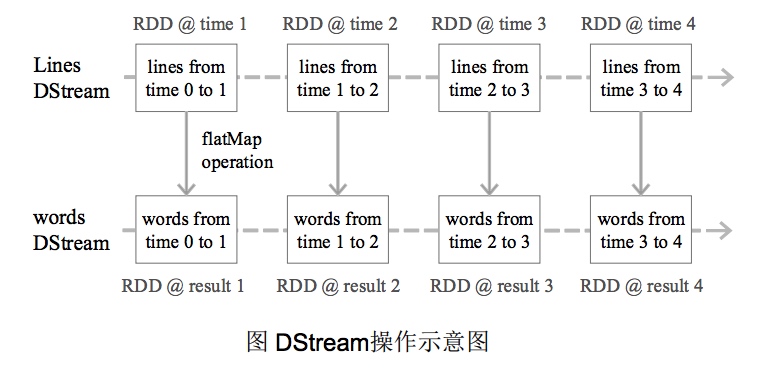 RDD @ time 1 RDD @ time 2 RDD @ time 3 RDD @ time 4
Lines
DStream
lines from
time 0 to 1
lines from
time 1 to 2
lines from
time 2 to 3
lines from
time 3 to 4
flatMap
operation
words
DStream
words from
time 0 to 1
words from
time 1 to 2
words from
time 2 to 3
words from
time 3 to 4
RDD @ result 1 RDD @ result 2 RDD @ result 3 RDD @ result 4
图 DStream操作示意图